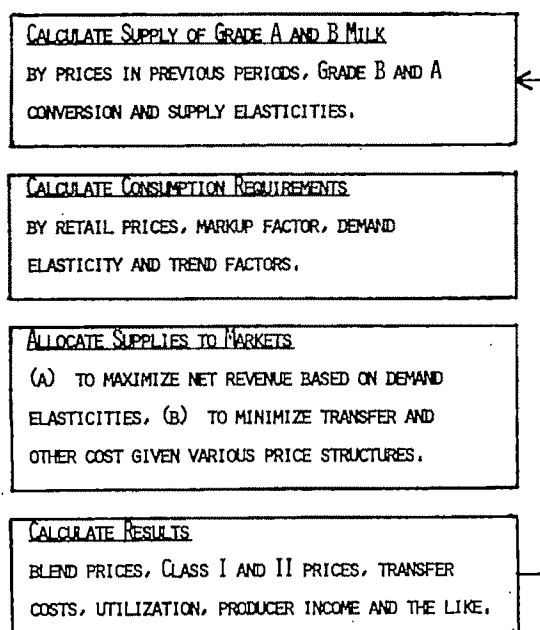 CALCULATE SUPPLY OF GRADE A AND B MILK
BY PRICES IN PREVIOUS PERIODS, GRADE B AND A
CONVERSION AND SUPPLY ELASTICITIES.
CALCULATE CONSUMPTION REQUIREMENTS
BY RETAIL PRICES, MARKUP FACTOR, DEMAND
ELASTICITY AND TREND FACTORS.
ALLOCATE SUPPLIES TO MARKETS
(A) TO MAXIMIZE NET REVENUE BASED ON DEMAND
ELASTICITIES, (B) TO MINIMIZE TRANSFER AND
OTHER COST GIVEN VARIOUS PRICE STRUCTURES.
CALCULATE RESULTS
BLEND PRICES, CLASS I AND II PRICES, TRANSFER
COSTS, UTILIZATION, PRODUCER INCOME AND THE LIKE.